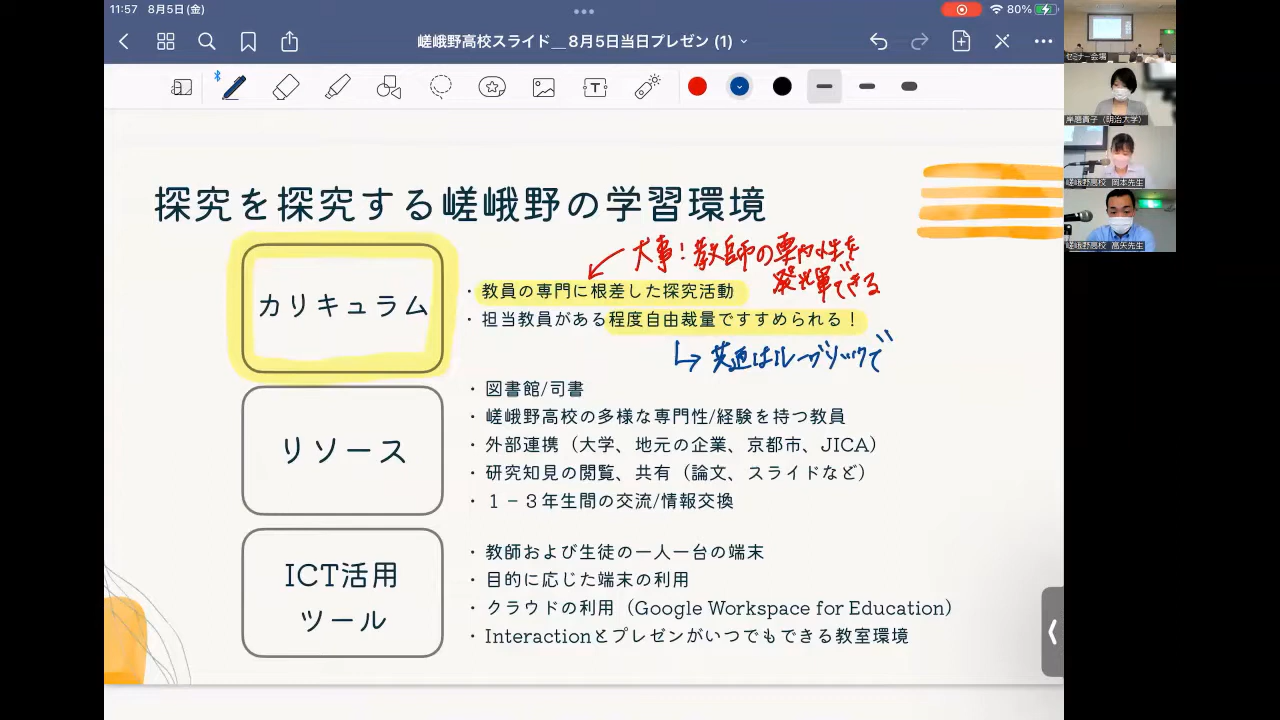 11:57 8月5日(金)
80%
嵯峨野高校スライド__8月5日当日プレゼン (1)
探究を探究する嵯峨野の学習環境
カリキュラム
大事！教師の専門性を
発揮できる
・教員の専門に根差した探究活動
・担当教員がある程度自由裁量ですすめられる！
共通はルーブリックで
リソース
・図書館/司書
・嵯峨野高校の多様な専門性/経験を持つ教員
・外部連携（大学、地元の企業、京都市、JICA）
・研究知見の閲覧、共有（論文、スライドなど）
・１－３年生間の交流/情報交換
ICT活用
ツール
・教師および生徒の一人一台の端末
・目的に応じた端末の利用
・クラウドの利用（Google Workspace for Education）
・Interactionとプレゼンがいつでもできる教室環境
セミナー会場
岸磨貴子（明治大学）
嵯峨野高校 岡本先生
嵯峨野高校 髙矢先生